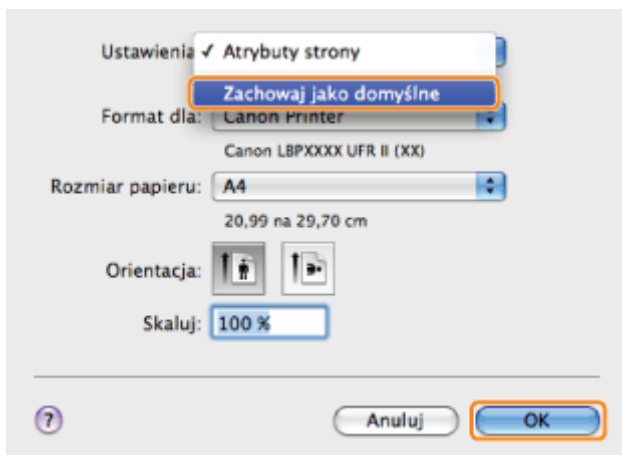 Ustawienia ✓ Atrybuty strony
Zachowaj jako domyślne
Format dla: Canon Printer
Canon LBPXXXX UFR II (XX)
Rozmiar papieru: A4
20,99 na 29,70 cm
Orientacja:
Skaluj: 100 %
? Anuluj OK